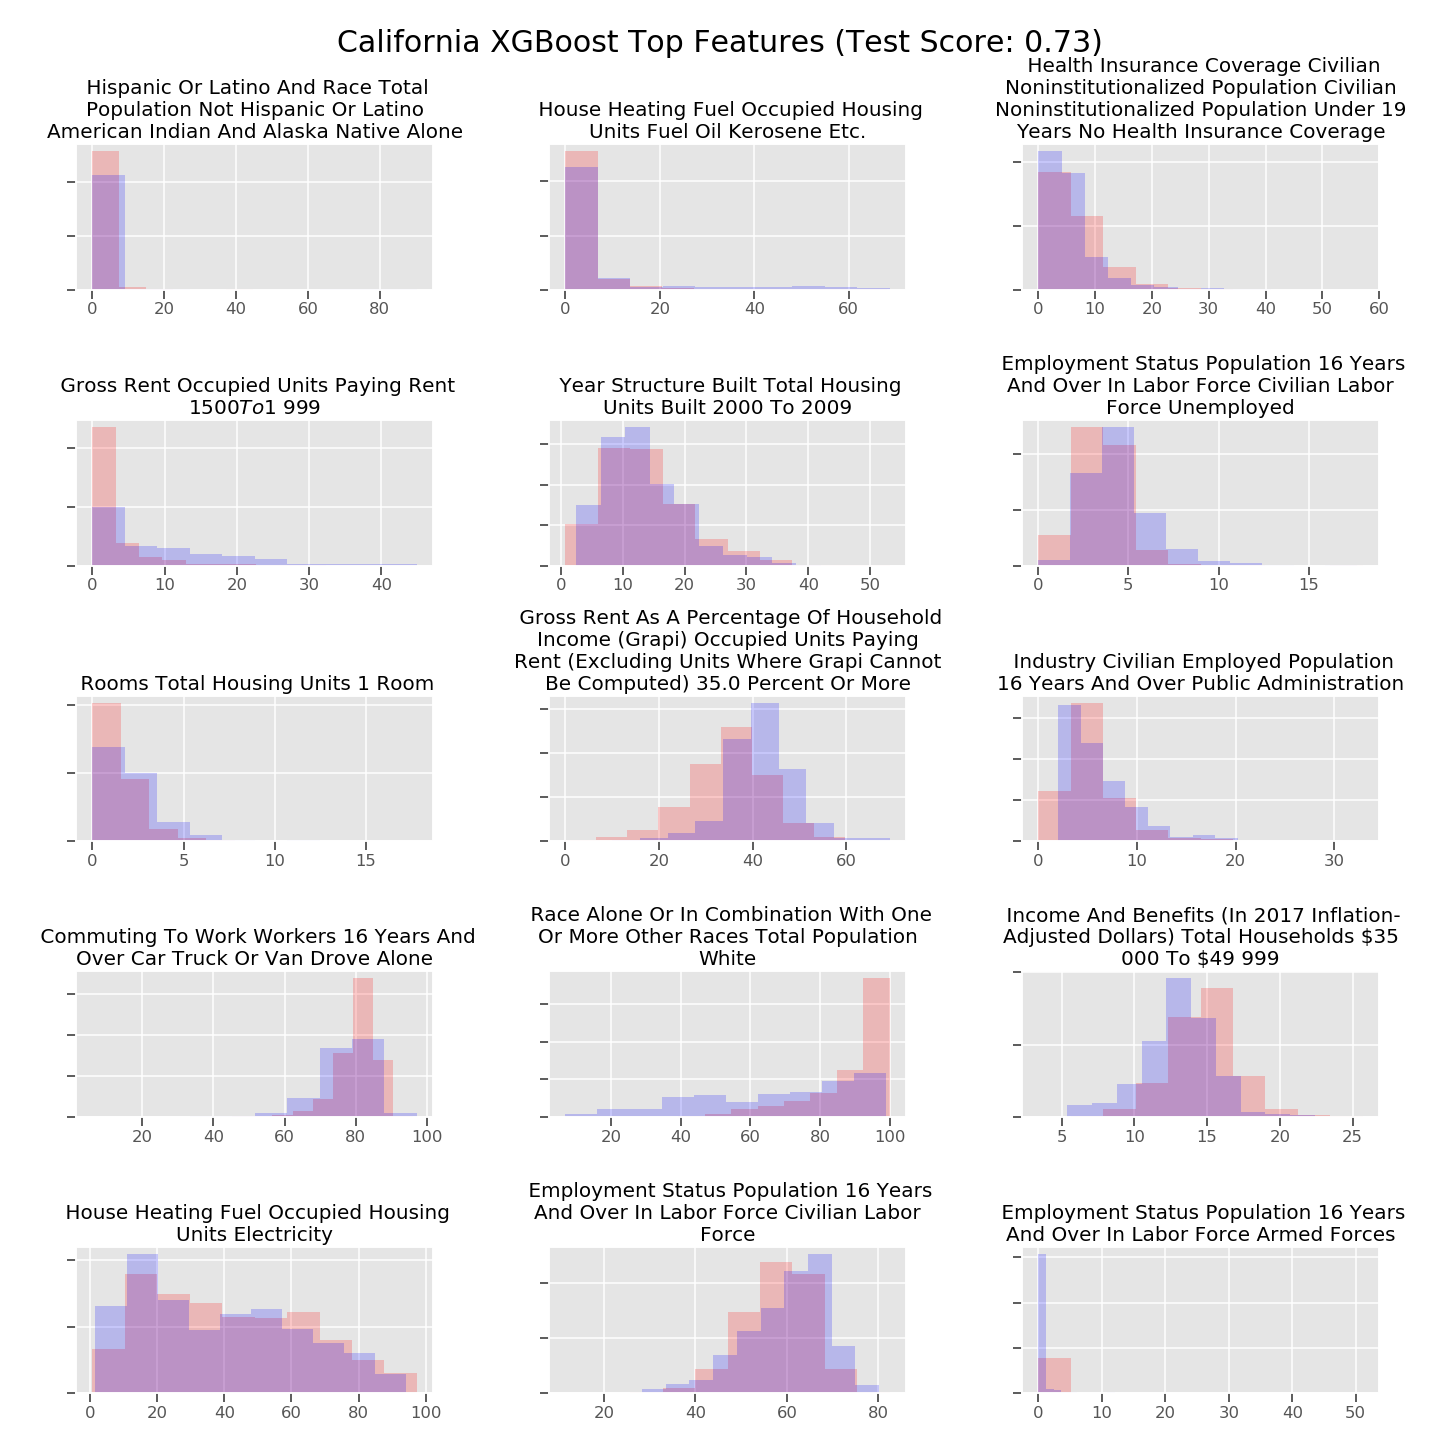 California XGBoost Top Features (Test Score: 0.73)
Hispanic Or Latino And Race Total
Population Not Hispanic Or Latino
American Indian And Alaska Native Alone
0 20 40 60 80
House Heating Fuel Occupied Housing
Units Fuel Oil Kerosene Etc.
0 20 40 60
Health Insurance Coverage Civilian
Noninstitutionalized Population Civilian
Noninstitutionalized Population Under 19
Years No Health Insurance Coverage
0 10 20 30 40 50 60
Gross Rent Occupied Units Paying Rent
1500To1 999
0 10 20 30 40
Year Structure Built Total Housing
Units Built 2000 To 2009
0 10 20 30 40 50
Employment Status Population 16 Years
And Over In Labor Force Civilian Labor
Force Unemployed
0 5 10 15
Rooms Total Housing Units 1 Room
0 5 10 15
Gross Rent As A Percentage Of Household
Income (Grapi) Occupied Units Paying
Rent (Excluding Units Where Grapi Cannot
Be Computed) 35.0 Percent Or More
0 20 40 60
Industry Civilian Employed Population
16 Years And Over Public Administration
0 10 20 30
Commuting To Work Workers 16 Years And
Over Car Truck Or Van Drove Alone
20 40 60 80 100
Race Alone Or In Combination With One
Or More Other Races Total Population
White
20 40 60 80 100
Income And Benefits (In 2017 Inflation-
Adjusted Dollars) Total Households $35
000 To $49 999
5 10 15 20 25
House Heating Fuel Occupied Housing
Units Electricity
0 20 40 60 80 100
Employment Status Population 16 Years
And Over In Labor Force Civilian Labor
Force
20 40 60 80
Employment Status Population 16 Years
And Over In Labor Force Armed Forces
0 10 20 30 40 50